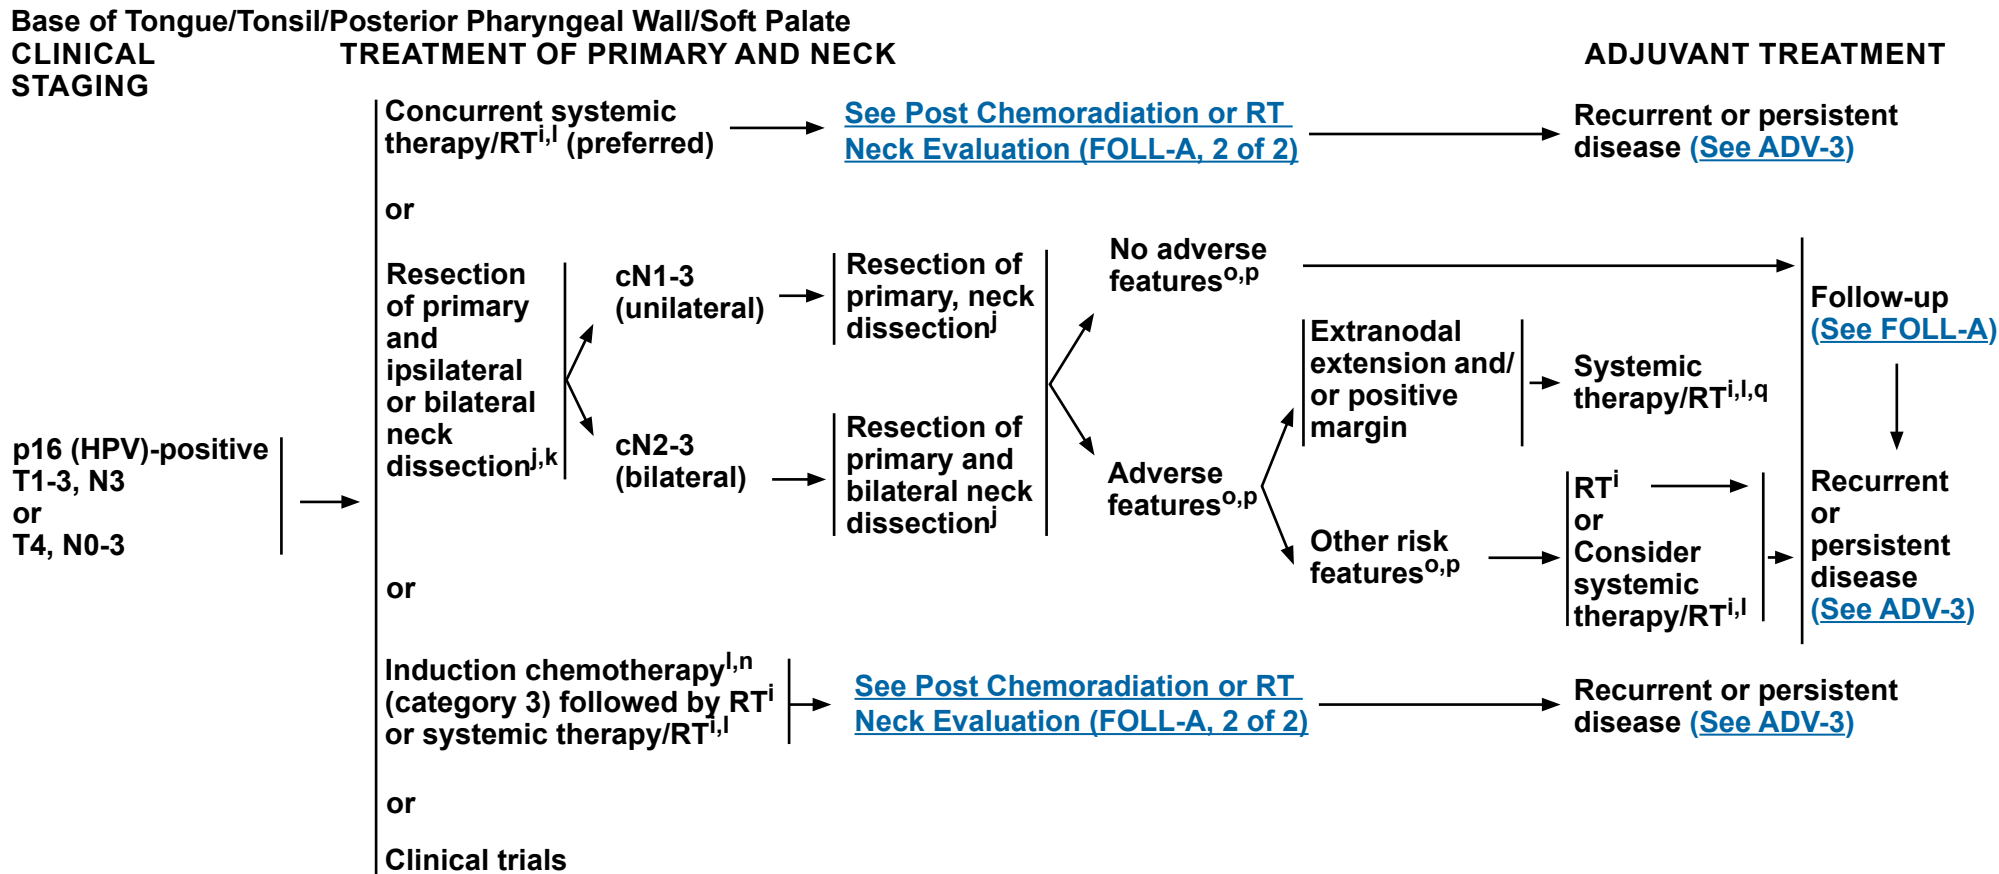 Base of Tongue/Tonsil/Posterior Pharyngeal Wall/Soft Palate
CLINICAL
STAGING
TREATMENT OF PRIMARY AND NECK
ADJUVANT TREATMENT
p16 (HPV)-positive
T1-3, N3
or
T4, N0-3
Concurrent systemic
therapy/RTi,l (preferred)
See Post Chemoradiation or RT
Neck Evaluation (FOLL-A, 2 of 2)
Recurrent or persistent
disease (See ADV-3)
or
Resection
of primary
and
ipsilateral
or bilateral
neck
dissectionj,k
cN1-3
(unilateral)
Resection of
primary, neck
dissectionj
cN2-3
(bilateral)
Resection of
primary and
bilateral neck
dissectionj
No adverse
featureso,p
Adverse
featureso,p
Extranodal
extension and/
or positive
margin
Systemic
therapy/RTi,l,q
Other risk
featureso,p
RTi
or
Consider
systemic
therapy/RTi,l
Follow-up
(See FOLL-A)
Recurrent
or
persistent
disease
(See ADV-3)
or
Induction chemotherapyl,n
(category 3) followed by RTi
or systemic therapy/RTi,l
See Post Chemoradiation or RT
Neck Evaluation (FOLL-A, 2 of 2)
Recurrent or persistent
disease (See ADV-3)
or
Clinical trials